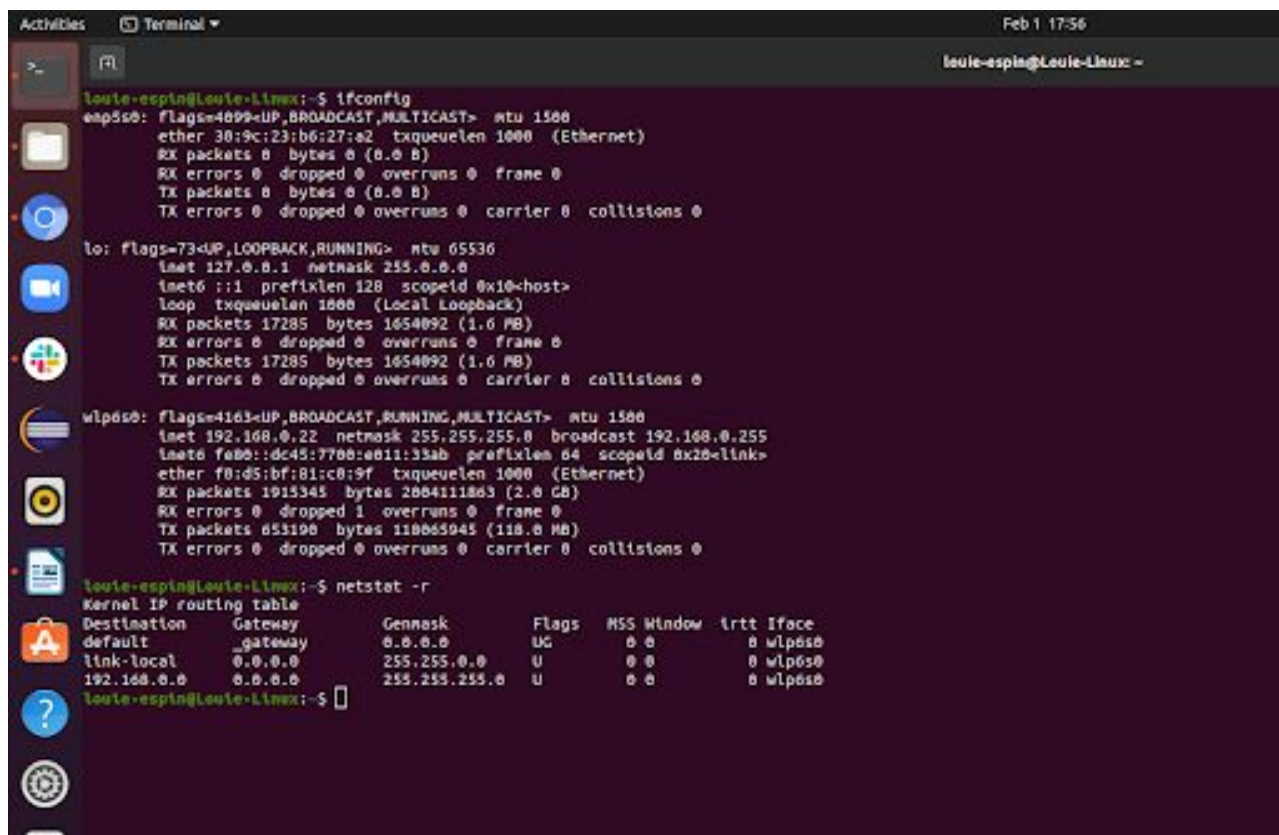 Activities Terminal Feb 1 17:56
louie-espin@Louie-Linux: ~
louie-espin@Louie-Linux:~$ ifconfig
enp5s0: flags=4099<UP,BROADCAST,MULTICAST> mtu 1500
ether 30:9c:23:b6:27:a2 txqueuelen 1000 (Ethernet)
RX packets 0 bytes 0 (0.0 B)
RX errors 0 dropped 0 overruns 0 frame 0
TX packets 0 bytes 0 (0.0 B)
TX errors 0 dropped 0 overruns 0 carrier 0 collisions 0
lo: flags=73<UP,LOOPBACK,RUNNING> mtu 65536
inet 127.0.0.1 netmask 255.0.0.0
inet6 ::1 prefixlen 128 scopeid 0x10<host>
loop txqueuelen 1000 (Local Loopback)
RX packets 17285 bytes 1654092 (1.6 MB)
RX errors 0 dropped 0 overruns 0 frame 0
TX packets 17285 bytes 1654092 (1.6 MB)
TX errors 0 dropped 0 overruns 0 carrier 0 collisions 0
wlp6s0: flags=4163<UP,BROADCAST,RUNNING,MULTICAST> mtu 1500
inet 192.168.0.22 netmask 255.255.255.0 broadcast 192.168.0.255
inet6 fe80::dc45:7700:e011:33ab prefixlen 64 scopeid 0x20<link>
ether f8:d5:bf:81:c0:9f txqueuelen 1000 (Ethernet)
RX packets 1915345 bytes 2004111863 (2.0 GB)
RX errors 0 dropped 1 overruns 0 frame 0
TX packets 653190 bytes 118065945 (118.0 MB)
TX errors 0 dropped 0 overruns 0 carrier 0 collisions 0
louie-espin@Louie-Linux:~$ netstat -r
Kernel IP routing table
Destination Gateway Genmask Flags MSS Window irtt Iface
default _gateway 0.0.0.0 UG 0 0 0 wlp6s0
link-local 0.0.0.0 255.255.0.0 U 0 0 0 wlp6s0
192.168.0.0 0.0.0.0 255.255.255.0 U 0 0 0 wlp6s0
louie-espin@Louie-Linux:~$